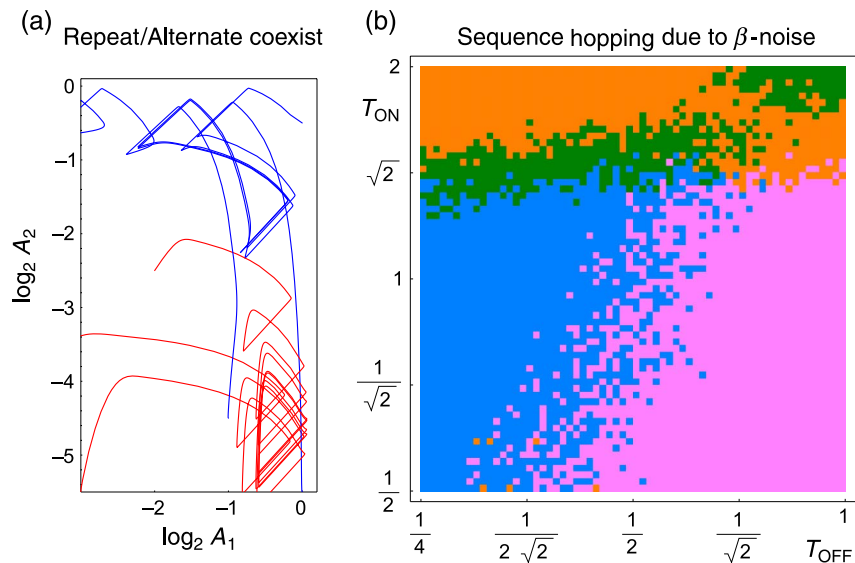 (a) Repeat/Alternate coexist
0
−1
−2
−3
−4
−5
log₂ A₂
−2 −1 0
log₂ A₁
(b) Sequence hopping due to β-noise
2
T_ON
√2
1
1/√2
1/2
1/4 1/(2√2) 1/2 1/√2 1
T_OFF